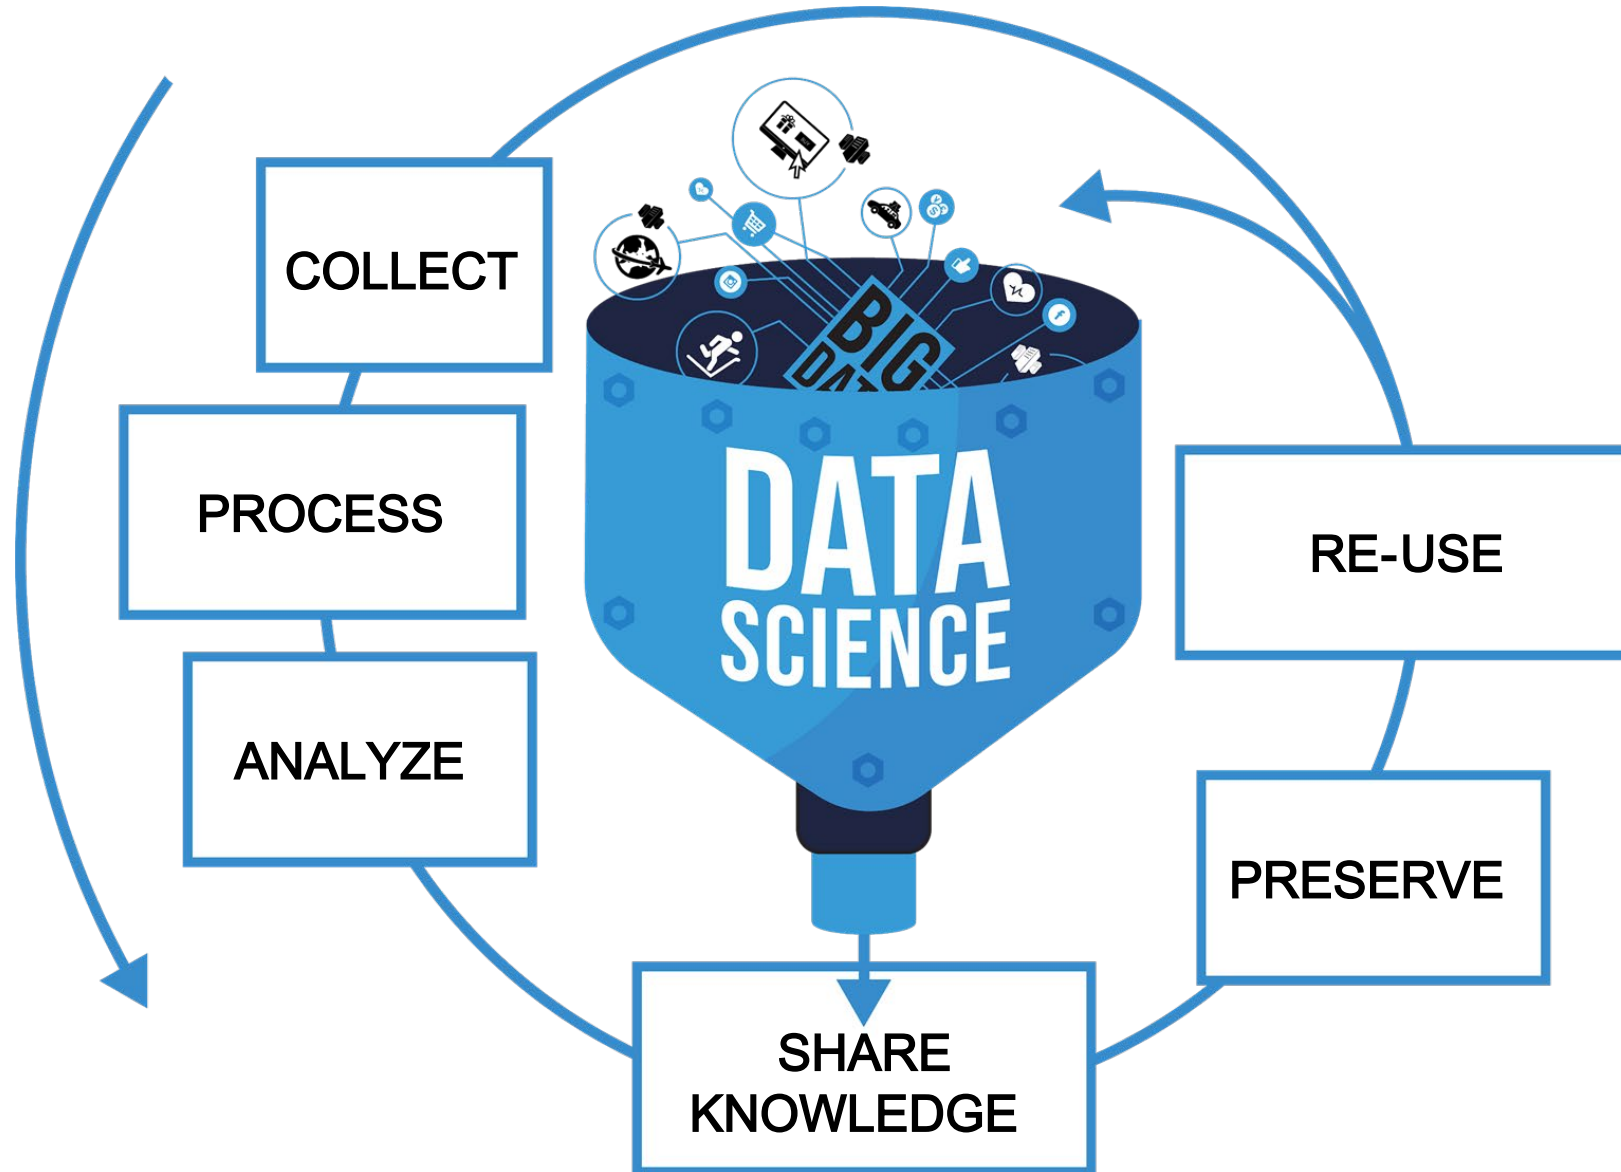 COLLECT
PROCESS
ANALYZE
BIG
DATA
SCIENCE
RE-USE
PRESERVE
SHARE
KNOWLEDGE